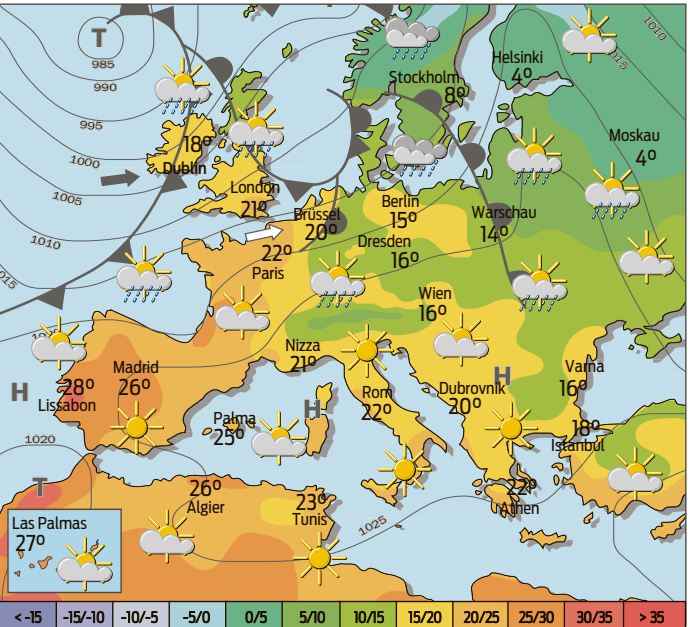 T
985
990
995
1000
1005
1010
1015
1010
1015
Helsinki
4°
Stockholm
8°
Moskau
4°
18°
Dublin
London
21°
Brüssel
20°
Berlin
15°
Warschau
14°
Dresden
16°
22°
Paris
Wien
16°
Nizza
21°
Madrid
26°
H
28°
Lissabon
Palma
25°
H
Rom
22°
Dubrovnik
20°
H
Varna
16°
18°
Istanbul
22°
Athen
1020
T
26°
Algier
23°
Tunis
1025
Las Palmas
27°
< -15 -15/-10 -10/-5 -5/0 0/5 5/10 10/15 15/20 20/25 25/30 30/35 > 35